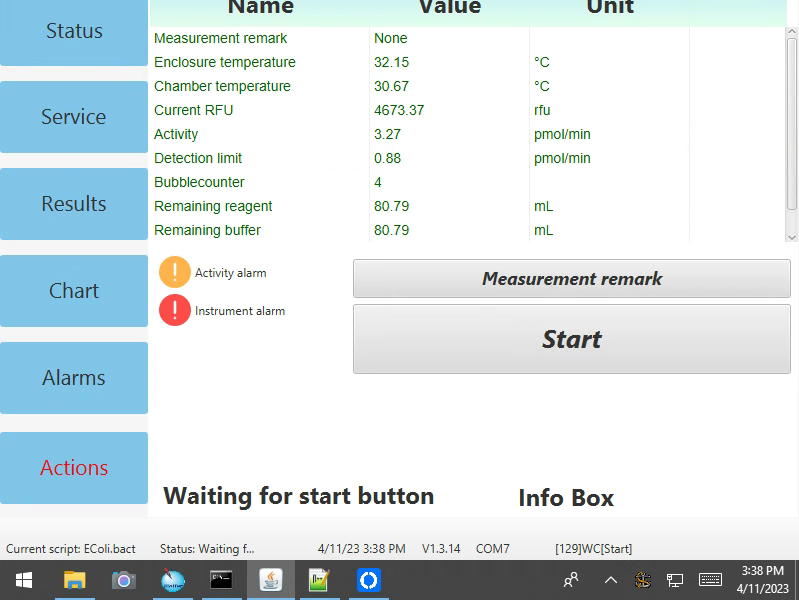 Name Value Unit
Status
Measurement remark None
Enclosure temperature 32.15 °C
Chamber temperature 30.67 °C
Service
Current RFU 4673.37 rfu
Activity 3.27 pmol/min
Detection limit 0.88 pmol/min
Bubblecounter 4
Results
Remaining reagent 80.79 mL
Remaining buffer 80.79 mL
! Activity alarm
Measurement remark
Chart
! Instrument alarm
Start
Alarms
Actions
Waiting for start button Info Box
Current script: EColi.bact Status: Waiting f... 4/11/23 3:38 PM V1.3.14 COM7 [129]WC[Start]
3:38 PM
4/11/2023